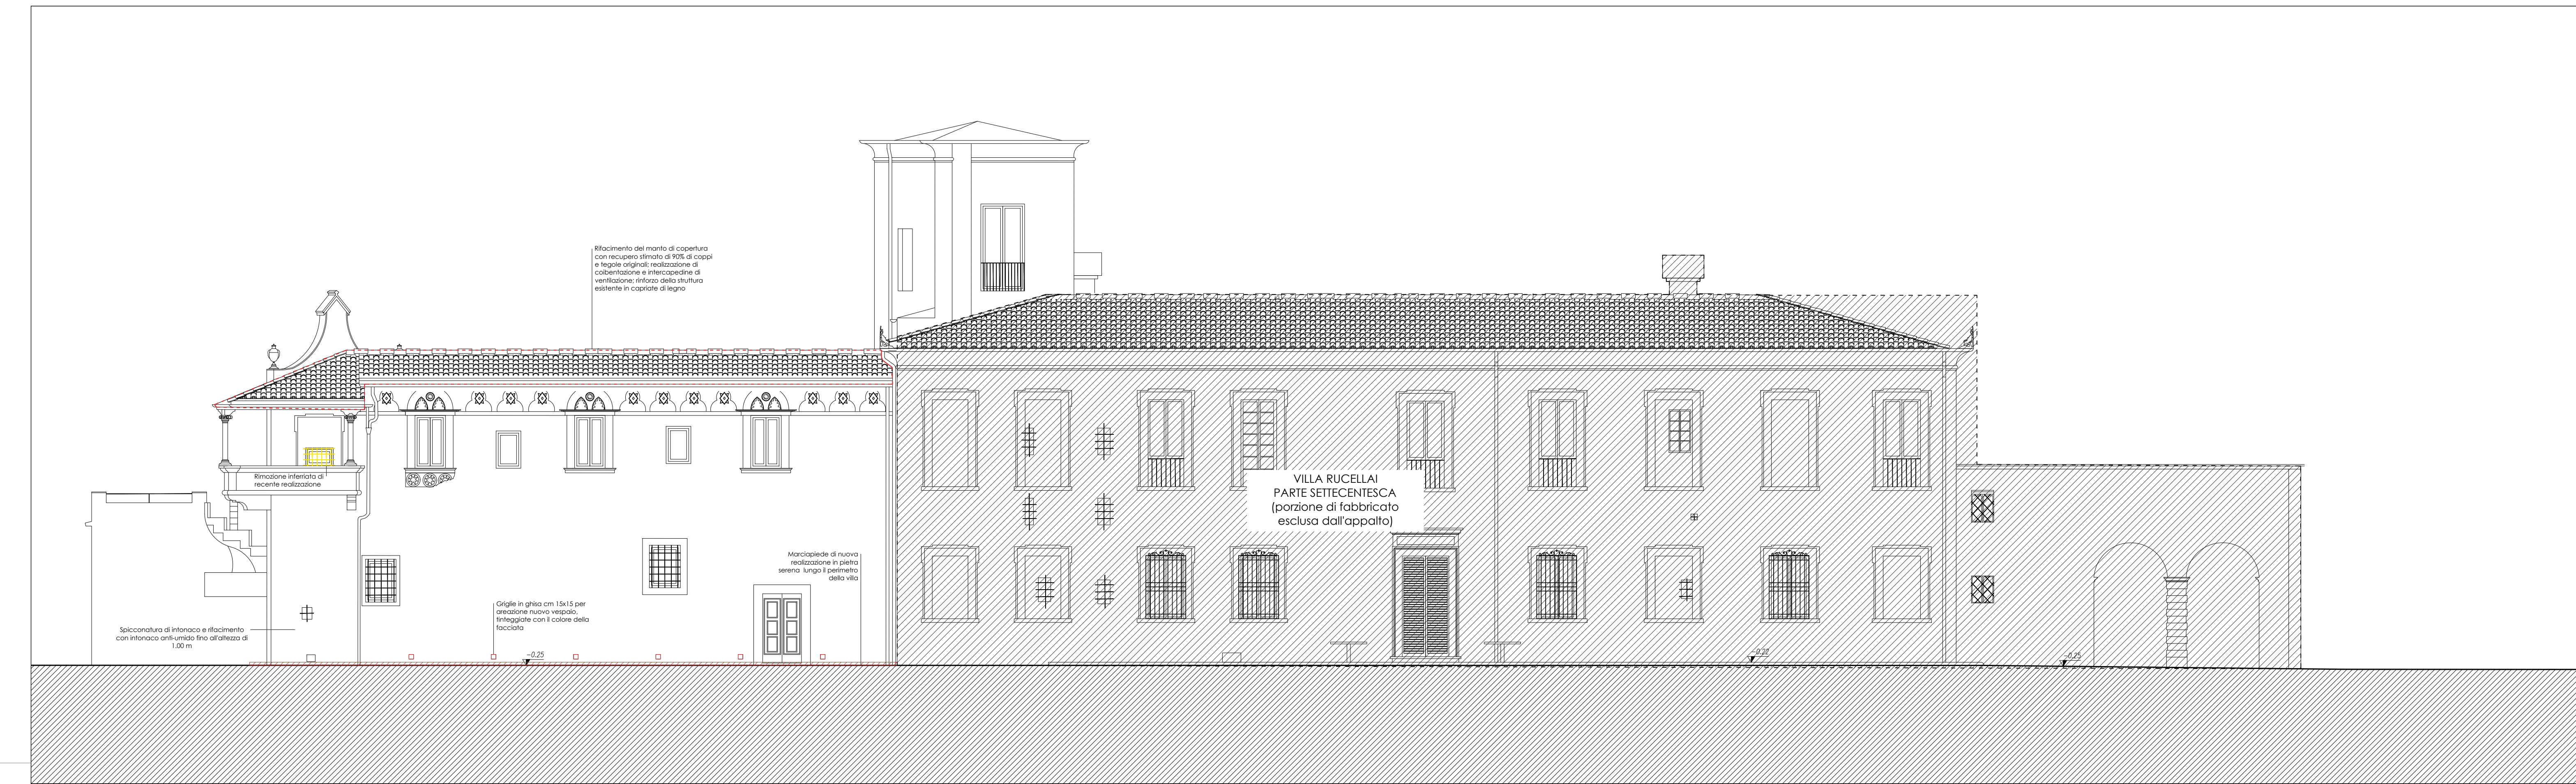 Rifacimento del manto di copertura
con recupero stimato di 90% di coppi
e tegole originali; realizzazione di
coibentazione e intercapedine di
ventilazione; rinforzo della struttura
esistente in capriate di legno
Rimozione inferriata di
recente realizzazione
VILLA RUCELLAI
PARTE SETTECENTESCA
(porzione di fabbricato
esclusa dall'appalto)
Marciapiede di nuova
realizzazione in pietra
serena lungo il perimetro
della villa
Griglie in ghisa cm 15x15 per
areazione nuovo vespaio,
tinteggiate con il colore della
facciata
Spicconatura di intonaco e rifacimento
con intonaco anti-umido fino all'altezza di
1.00 m
-0.25
-0.22
-0.25